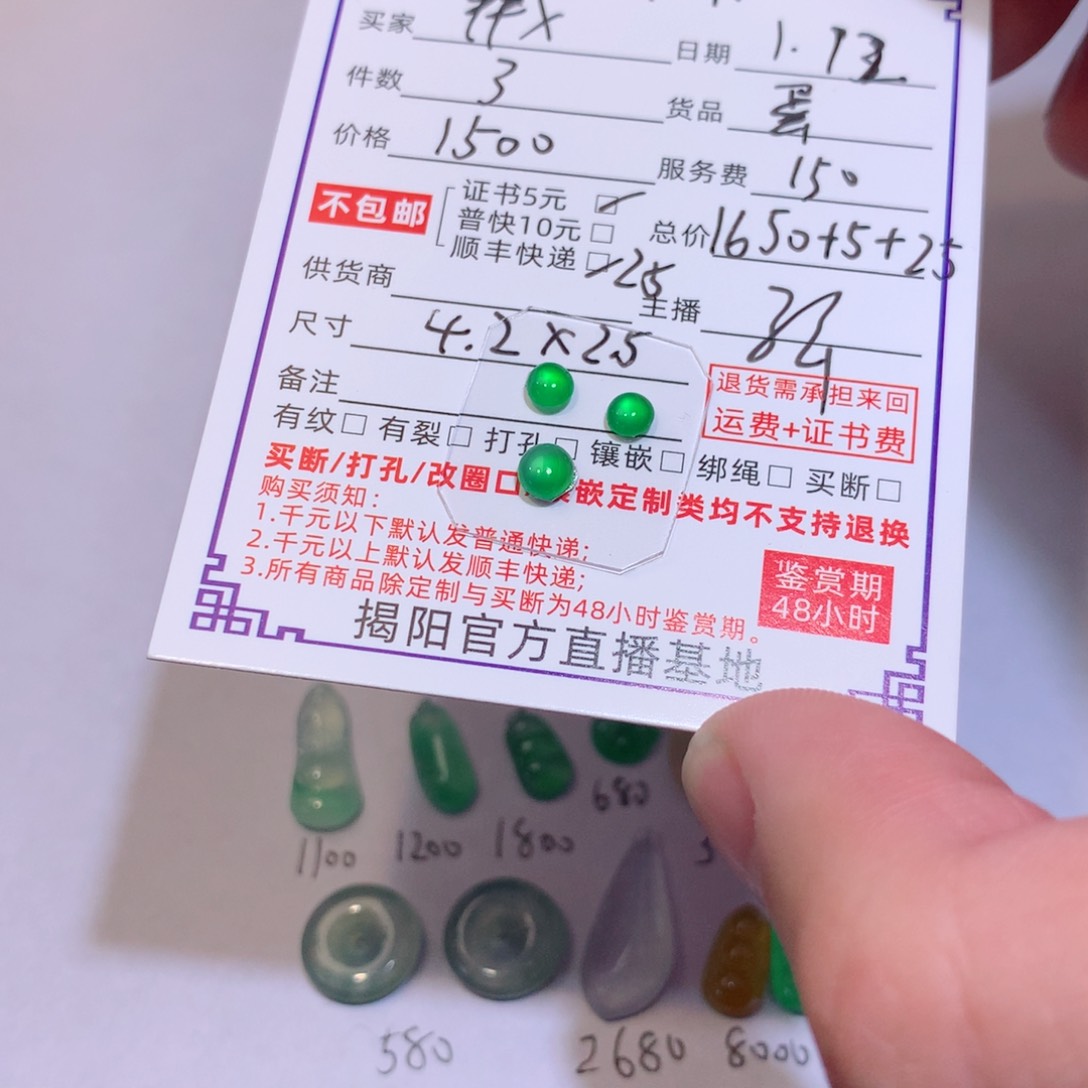 买家
日期 1.13
件数 3
货品 蛋
价格 1500
服务费 150
不包邮
证书5元
普快10元□
顺丰快递 25
总价 1650+5+25
供货商
主播
尺寸 4.2×25
备注
退货需承担来回
运费+证书费
有纹□ 有裂□ 打孔□ 镶嵌□ 绑绳□ 买断□
买断/打孔/改圈口/镶嵌定制类均不支持退换
购买须知:
1.千元以下默认发普通快递;
2.千元以上默认发顺丰快递;
3.所有商品除定制与买断为48小时鉴赏期。
鉴赏期
48小时
揭阳官方直播基地
1100 1200 1800 680
580 2680 8000